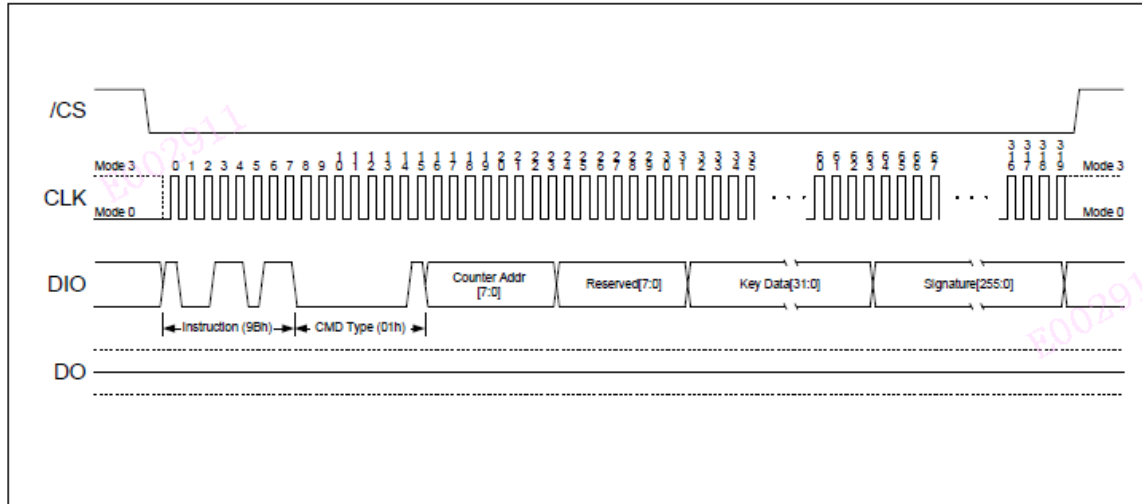 /CS
0 1 2 3 4 5 6 7 8 9 10 11 12 13 14 15 16 17 18 19 20 21 22 23 24 25 26 27 28 29 30 31 32 33 34 35 60 61 62 63 64 65 66 67 316 317 318 319
Mode 3 Mode 3
CLK
Mode 0 Mode 0
DIO Counter Addr [7:0] Reserved[7:0] Key Data[31:0] Signature[255:0]
Instruction (9Bh) CMD Type (01h)
DO
E002911
E002911